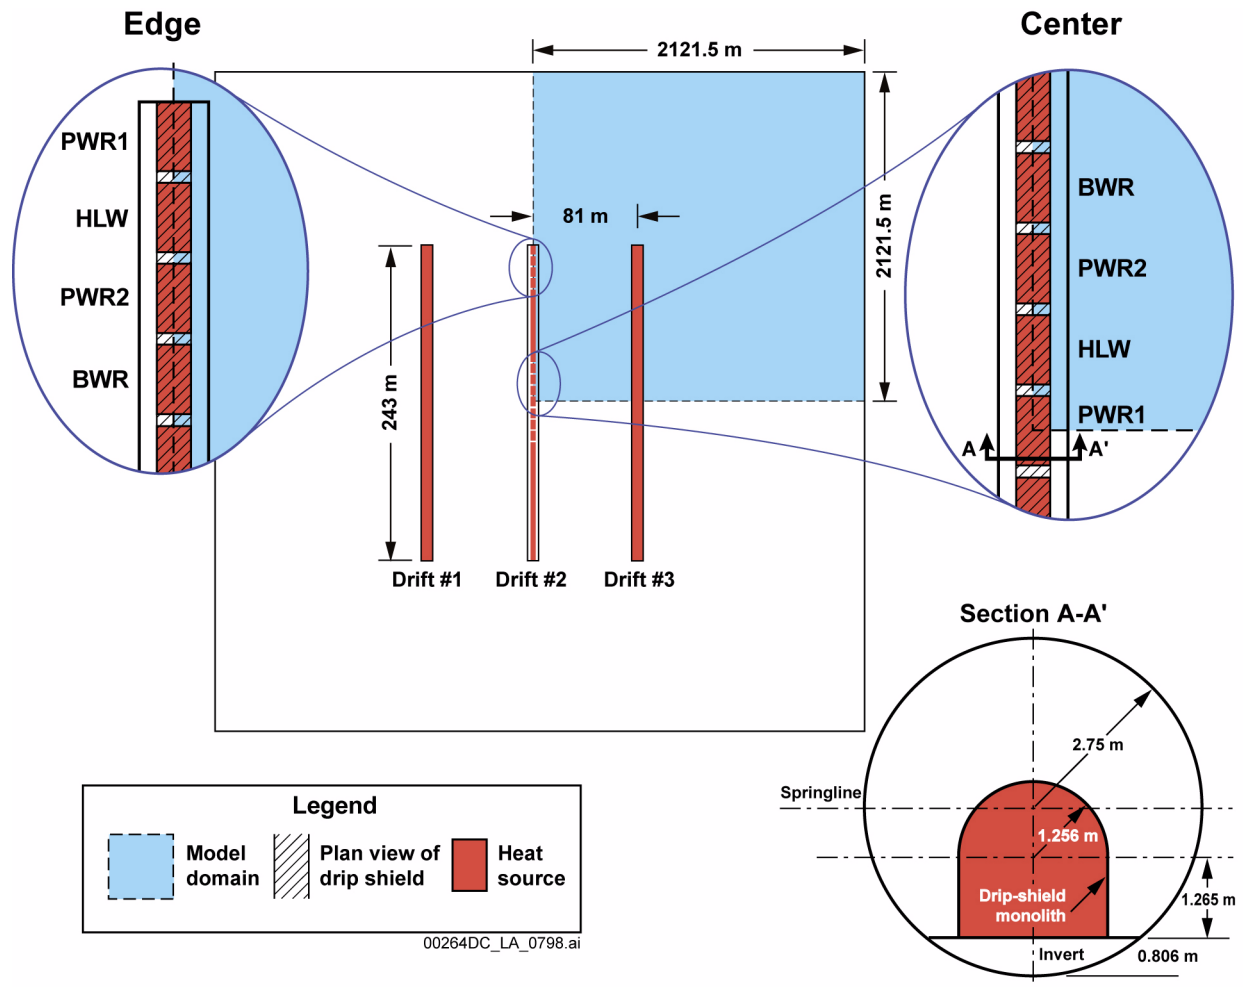 Edge
Center
2121.5 m
PWR1
HLW
PWR2
BWR
81 m
2121.5 m
243 m
BWR
PWR2
HLW
PWR1
A
A'
Drift #1
Drift #2
Drift #3
Section A-A'
2.75 m
Springline
1.256 m
Drip-shield
monolith
1.265 m
Invert
0.806 m
Legend
Model
domain
Plan view of
drip shield
Heat
source
00264DC_LA_0798.ai